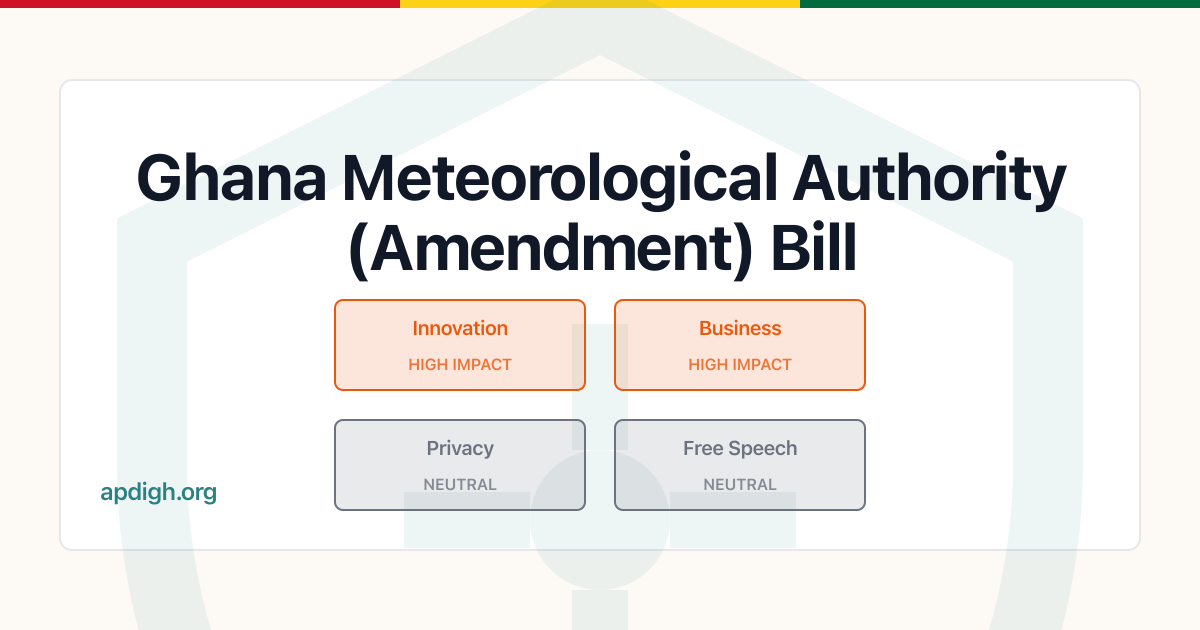 Ghana Meteorological Authority
(Amendment) Bill
Innovation
HIGH IMPACT
Business
HIGH IMPACT
Privacy
NEUTRAL
Free Speech
NEUTRAL
apdigh.org